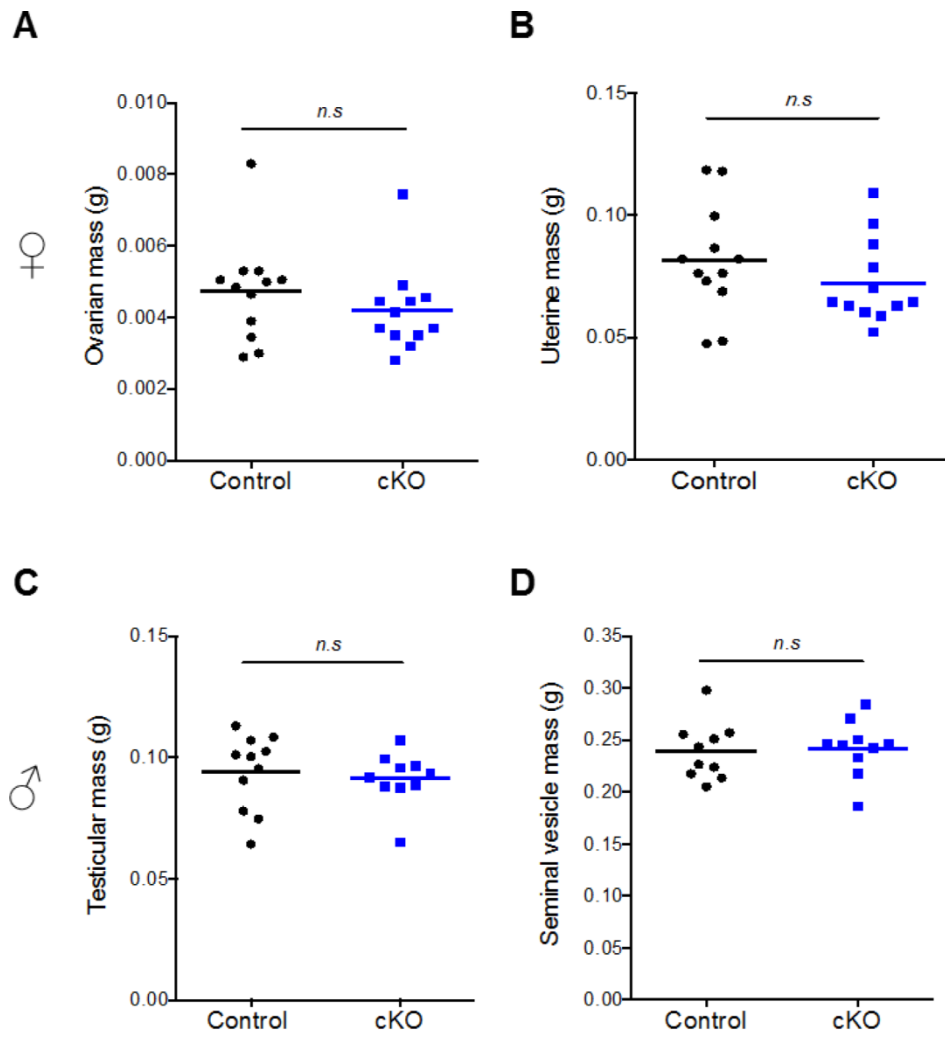 A
B
n.s
n.s
Ovarian mass (g)
0.010
0.008
0.006
0.004
0.002
0.000
Control cKO
Uterine mass (g)
0.15
0.10
0.05
0.00
Control cKO
♀
C
D
n.s
n.s
Testicular mass (g)
0.15
0.10
0.05
0.00
Control cKO
Seminal vesicle mass (g)
0.35
0.30
0.25
0.20
0.15
0.10
0.05
0.00
Control cKO
♂